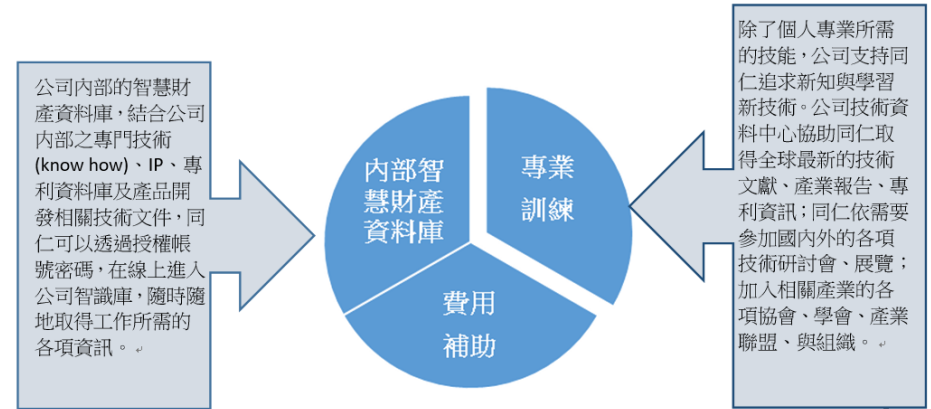 公司內部的智慧財
產資料庫，結合公司
內部之專門技術
(know how)、IP、專
利資料庫及產品開
發相關技術文件，同
仁可以透過授權帳
號密碼，在線上進入
公司智識庫，隨時隨
地取得工作所需的
各項資訊。
內部智
慧財產
資料庫
專業
訓練
費用
補助
除了個人專業所需
的技能，公司支持同
仁追求新知與學習
新技術。公司技術資
料中心協助同仁取
得全球最新的技術
文獻、產業報告、專
利資訊；同仁依需要
參加國內外的各項
技術研討會、展覽；
加入相關產業的各
項協會、學會、產業
聯盟、與組織。